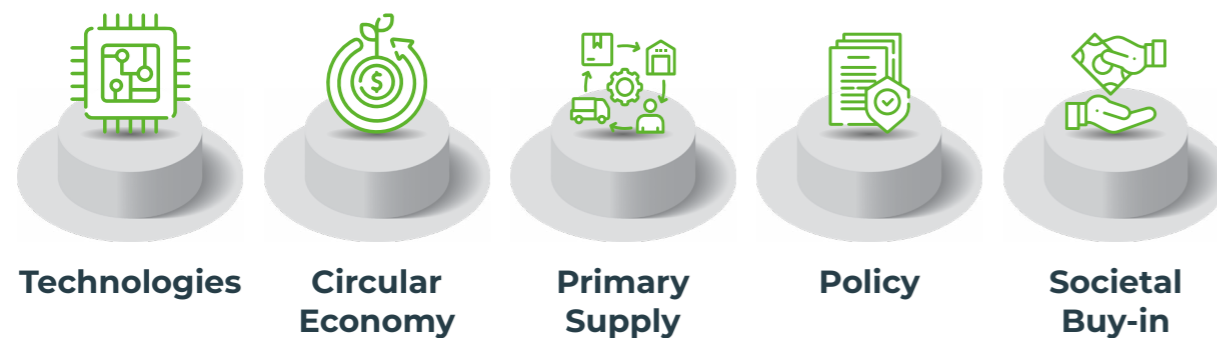 Technologies
Circular
Economy
Primary
Supply
Policy
Societal
Buy-in